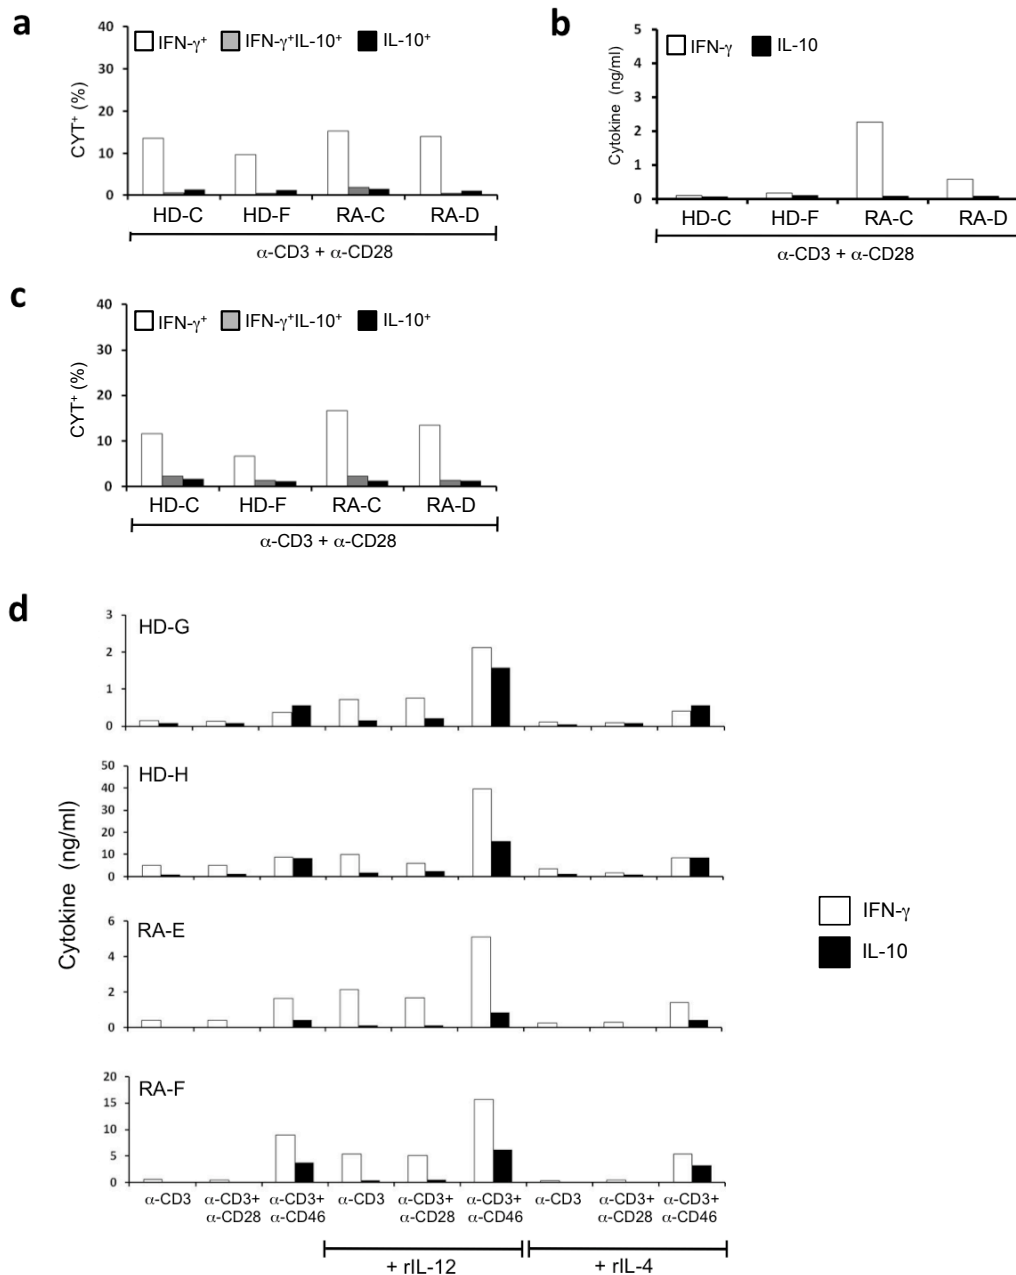 a
40
30
20
10
0
CYT⁺ (%)
IFN-γ⁺ IFN-γ⁺IL-10⁺ IL-10⁺
HD-C HD-F RA-C RA-D
α-CD3 + α-CD28
b
5
4
3
2
1
0
Cytokine (ng/ml)
IFN-γ IL-10
HD-C HD-F RA-C RA-D
α-CD3 + α-CD28
c
40
30
20
10
0
CYT⁺ (%)
IFN-γ⁺ IFN-γ⁺IL-10⁺ IL-10⁺
HD-C HD-F RA-C RA-D
α-CD3 + α-CD28
d
Cytokine (ng/ml)
3
2
1
0
HD-G
50
40
30
20
10
0
HD-H
6
4
2
0
RA-E
20
15
10
5
0
RA-F
α-CD3 α-CD3+ α-CD3+ α-CD3 α-CD3+ α-CD3+ α-CD3 α-CD3+ α-CD3+
α-CD28 α-CD46 α-CD28 α-CD46 α-CD28 α-CD46
+ rIL-12 + rIL-4
IFN-γ
IL-10